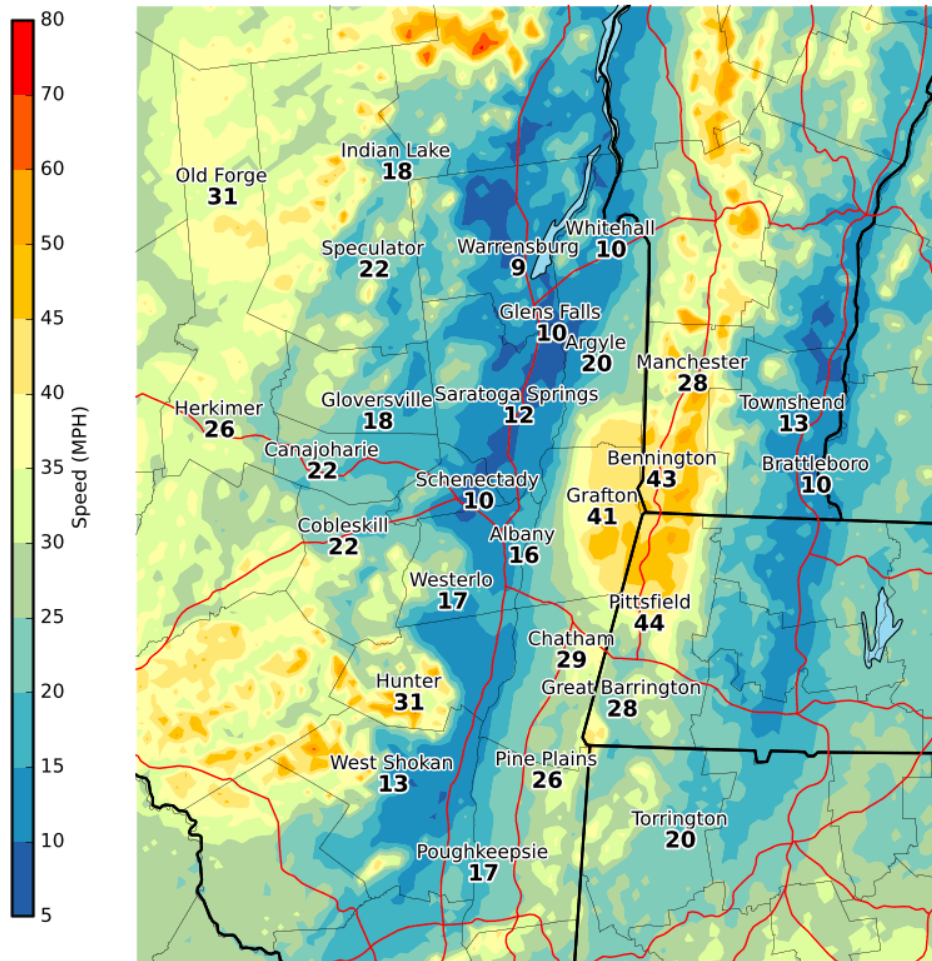 80
70
60
50
45
40
35
30
25
20
15
10
5
Speed (MPH)
Indian Lake
18
Old Forge
31
Whitehall
10
Speculator
22
Warrensburg
9
Glens Falls
10
Argyle
20
Manchester
28
Saratoga Springs
12
Gloversville
18
Townshend
13
Herkimer
26
Canajoharie
22
Bennington
43
Brattleboro
10
Schenectady
10
Grafton
41
Cobleskill
22
Albany
16
Westerlo
17
Pittsfield
44
Chatham
29
Hunter
31
Great Barrington
28
West Shokan
13
Pine Plains
26
Torrington
20
Poughkeepsie
17